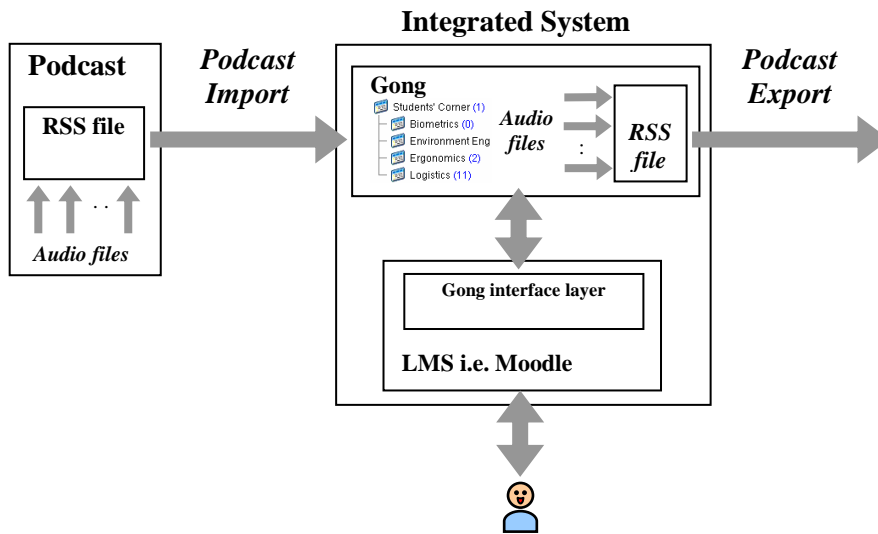 Integrated System
Podcast
RSS file
. .
Audio files
Podcast
Import
Gong
Students' Corner (1)
Biometrics (0)
Environment Eng
Ergonomics (2)
Logistics (11)
Audio
files
:
RSS
file
Podcast
Export
Gong interface layer
LMS i.e. Moodle